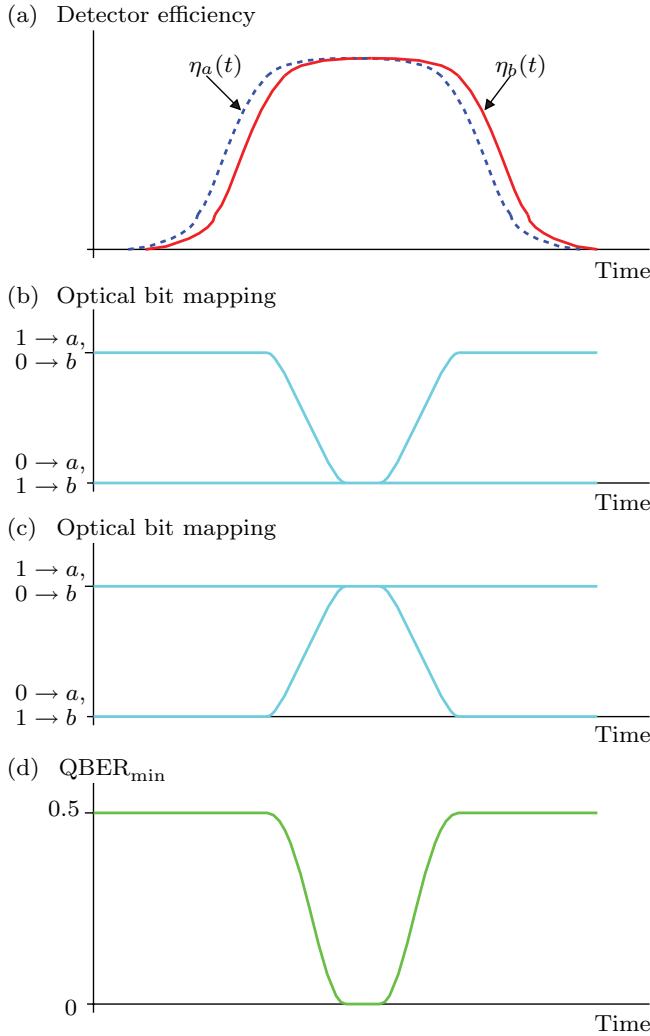 (a) Detector efficiency
ηₐ(t)
η_b(t)
Time
(b) Optical bit mapping
1 → a,
0 → b
0 → a,
1 → b
Time
(c) Optical bit mapping
1 → a,
0 → b
0 → a,
1 → b
Time
(d) QBER_min
0.5
0
Time